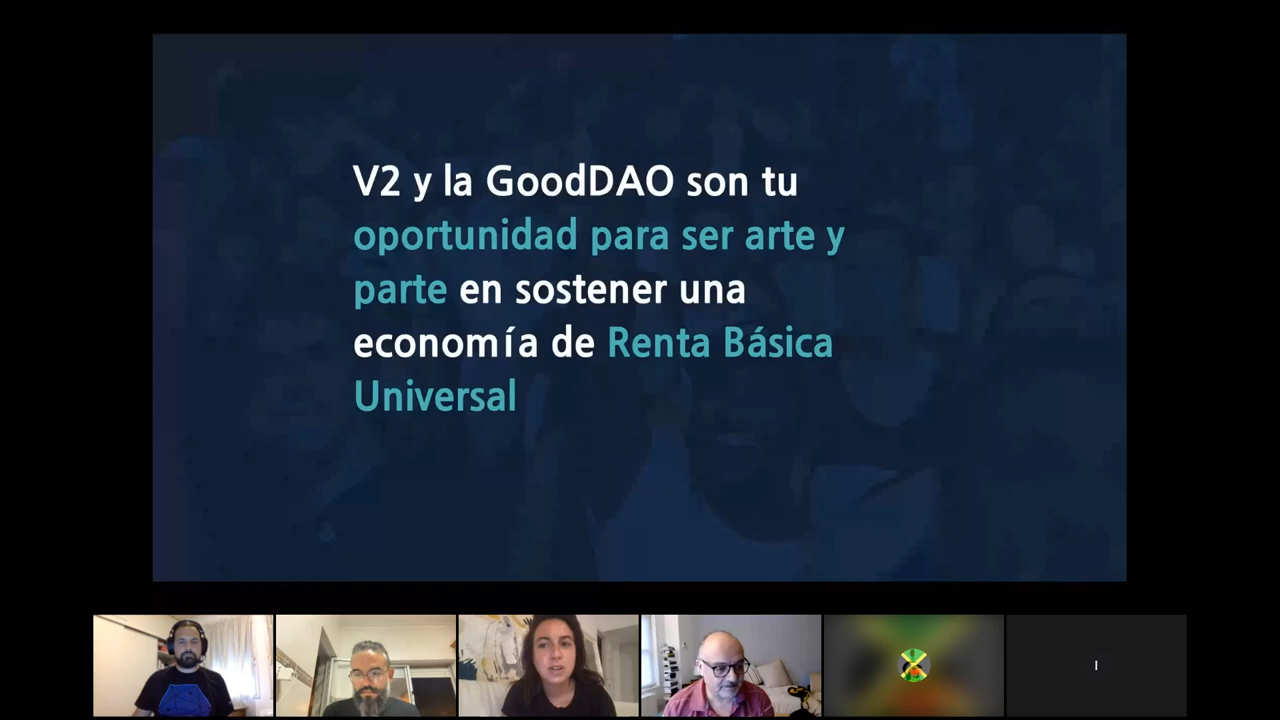 V2 y la GoodDAO son tu
oportunidad para ser arte y
parte en sostener una
economía de Renta Básica
Universal
I